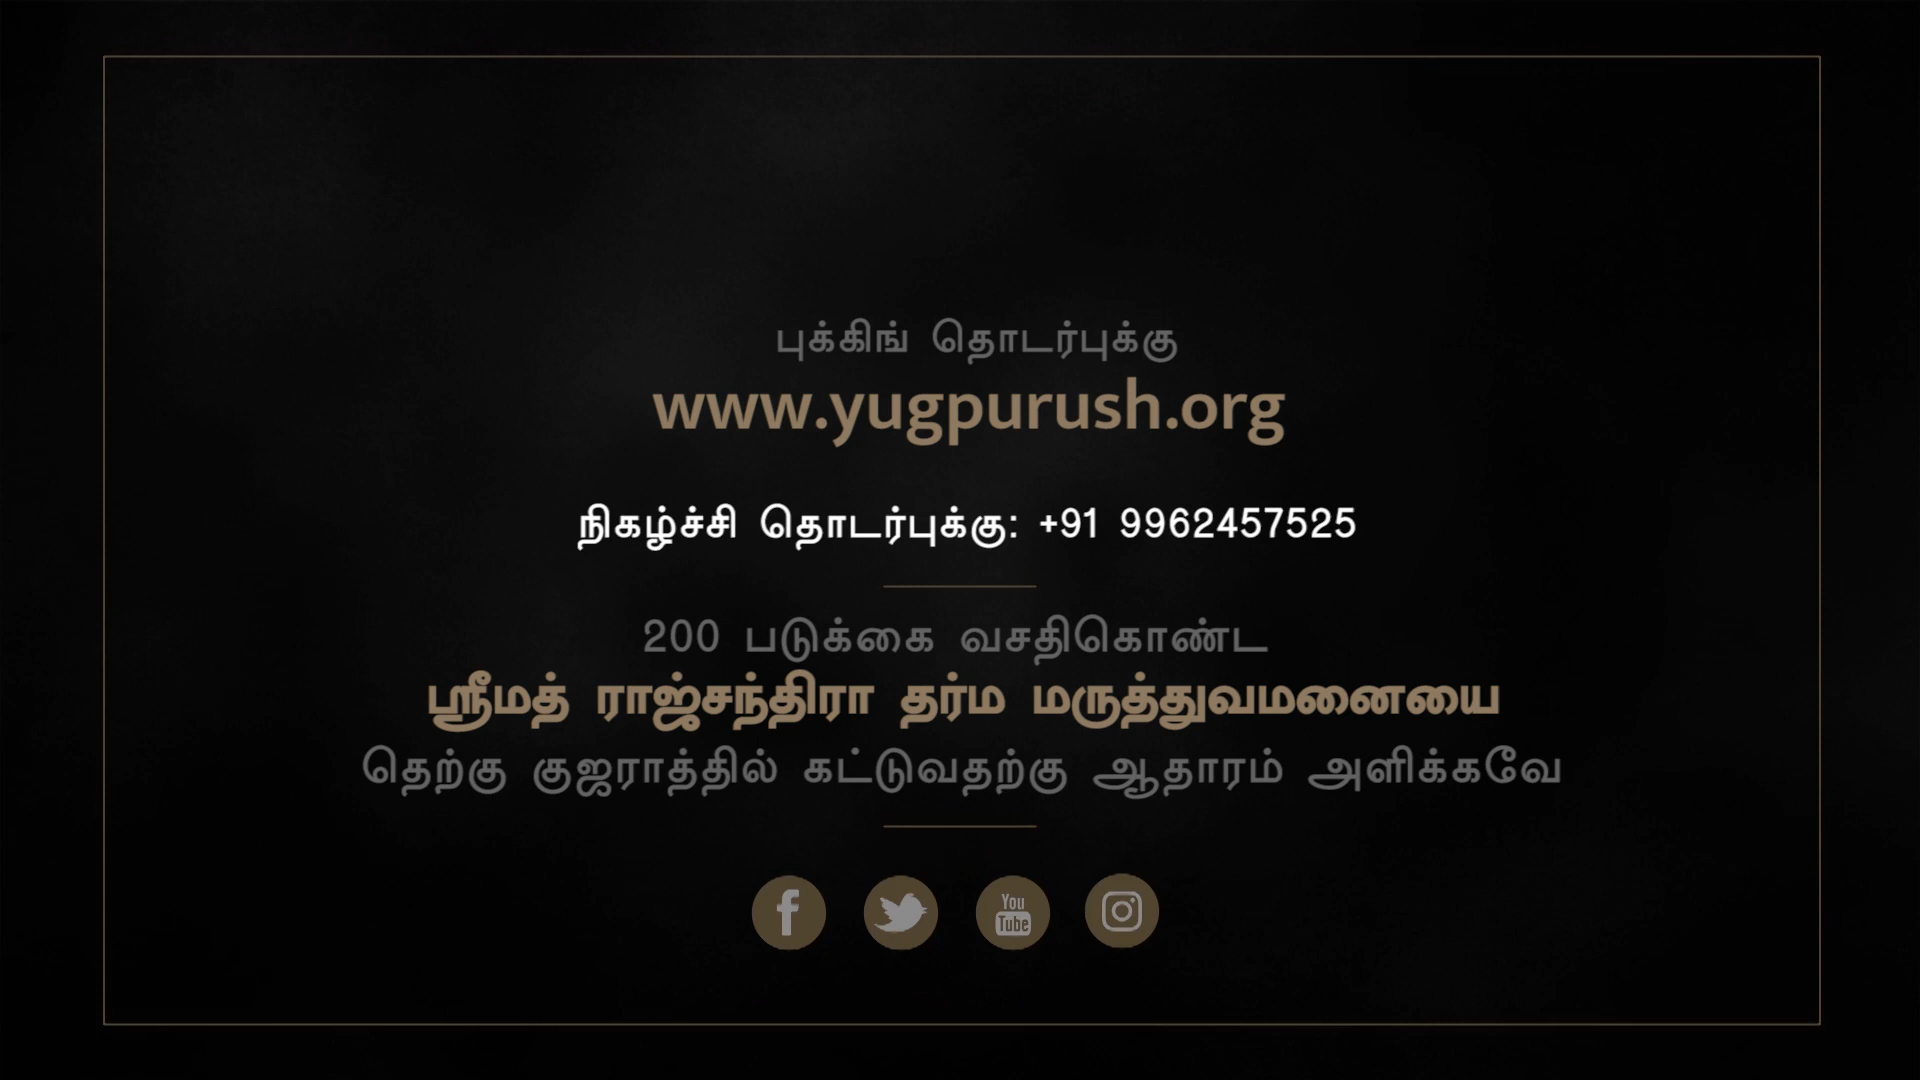 புக்கிங் தொடர்புக்கு
www.yugpurush.org
நிகழ்ச்சி தொடர்புக்கு: +91 9962457525
200 படுக்கை வசதிகொண்ட
ஸ்ரீமத் ராஜ்சந்திரா தர்ம மருத்துவமனையை
தெற்கு குஜராத்தில் கட்டுவதற்கு ஆதாரம் அளிக்கவே
You
Tube